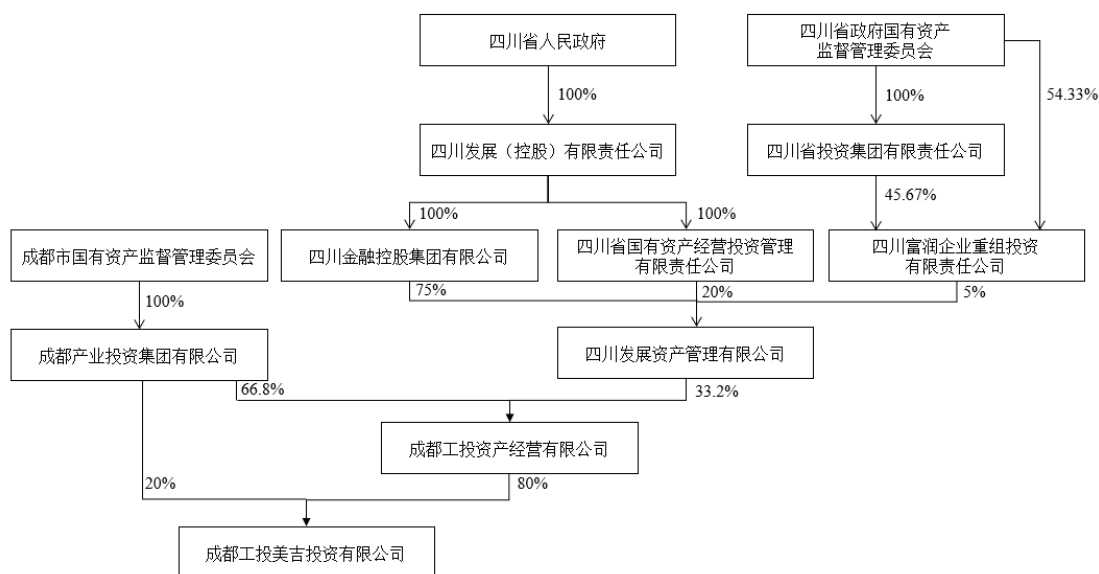 四川省人民政府
四川省政府国有资产
监督管理委员会
100%
100%
54.33%
四川发展（控股）有限责任公司
四川省投资集团有限责任公司
45.67%
100%
100%
成都市国有资产监督管理委员会
四川金融控股集团有限公司
四川省国有资产经营投资管理
有限责任公司
四川富润企业重组投资
有限责任公司
75%
20%
5%
100%
成都产业投资集团有限公司
四川发展资产管理有限公司
66.8%
33.2%
成都工投资产经营有限公司
20%
80%
成都工投美吉投资有限公司